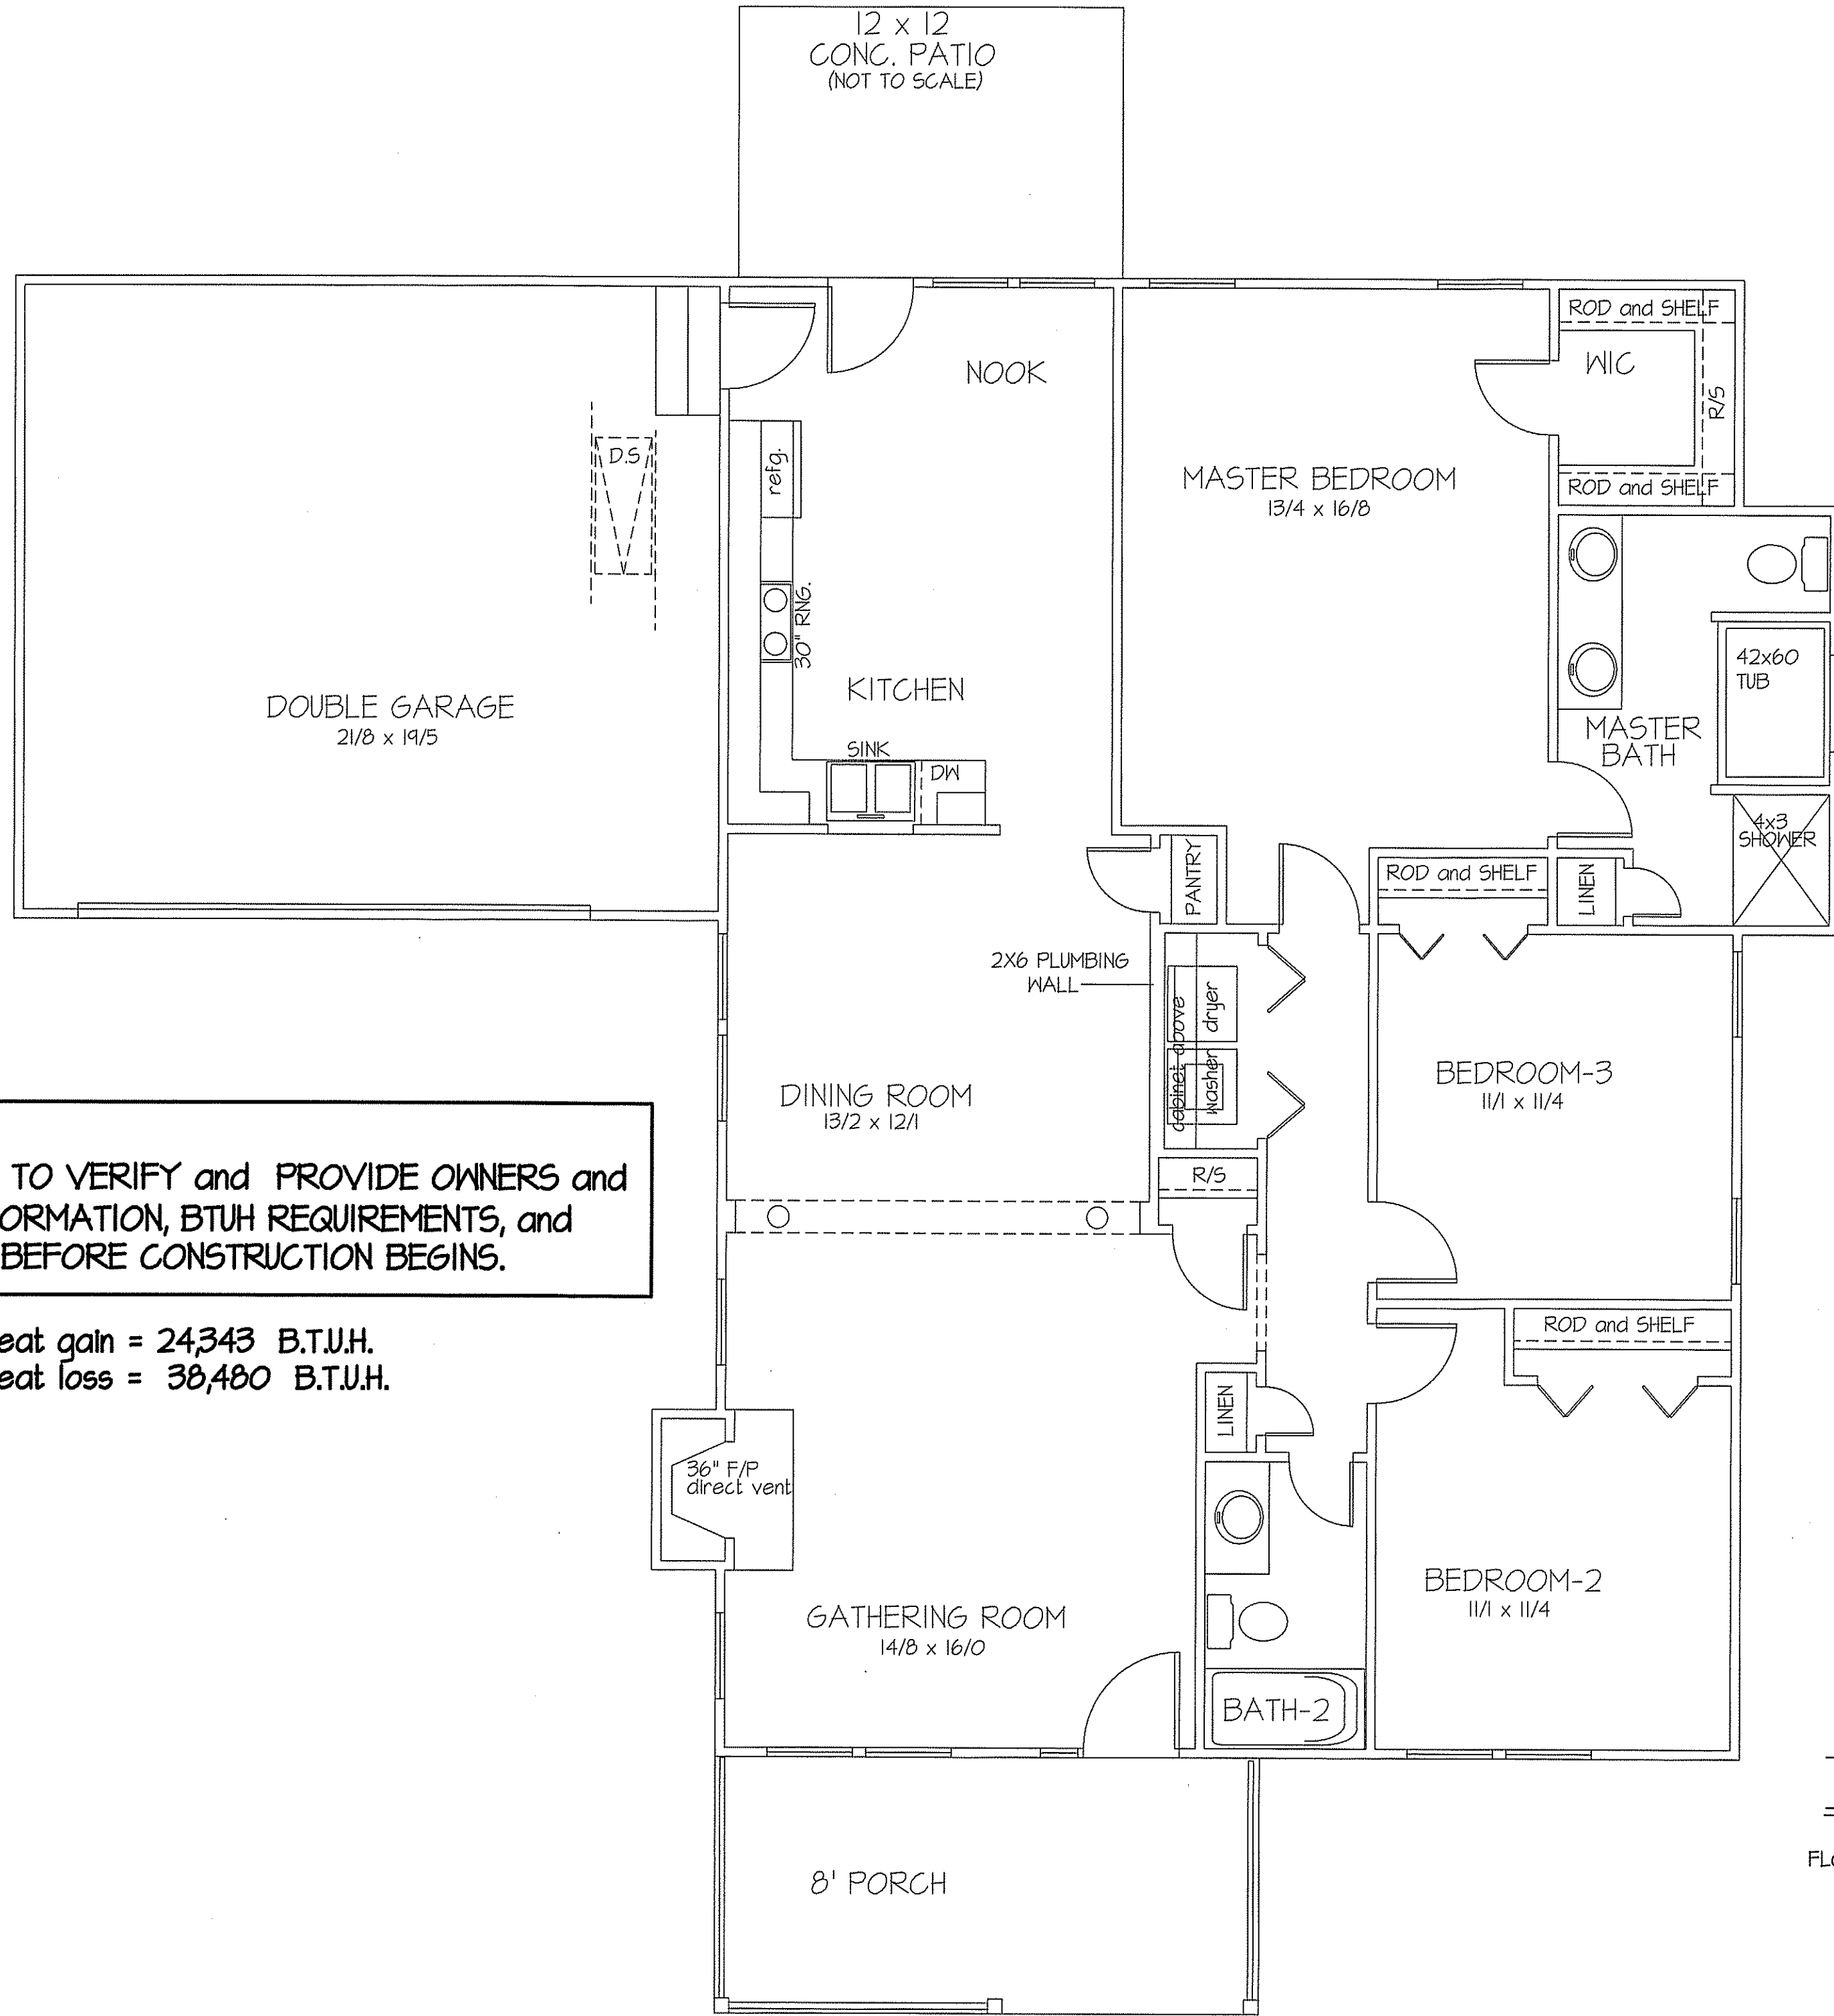 12 x 12
CONC. PATIO
(NOT TO SCALE)
ROD and SHELF
WIC
R/S
ROD and SHELF
NOOK
D.S
refg.
MASTER BEDROOM
13/4 x 16/8
30" RNG.
KITCHEN
DOUBLE GARAGE
21/8 x 19/5
SINK
DW
42x60
TUB
MASTER
BATH
4x3
SHOWER
PANTRY
ROD and SHELF
LINEN
2X6 PLUMBING
WALL
cabinet above
dryer
washer
BEDROOM-3
11/1 x 11/4
DINING ROOM
13/2 x 12/1
R/S
TO VERIFY and PROVIDE OWNERS and
ORMATION, BTUH REQUIREMENTS, and
BEFORE CONSTRUCTION BEGINS.
eat gain = 24,343 B.T.U.H.
eat loss = 38,480 B.T.U.H.
ROD and SHELF
LINEN
36" F/P
direct vent
BEDROOM-2
11/1 x 11/4
GATHERING ROOM
14/8 x 16/0
BATH-2
8' PORCH
FLO